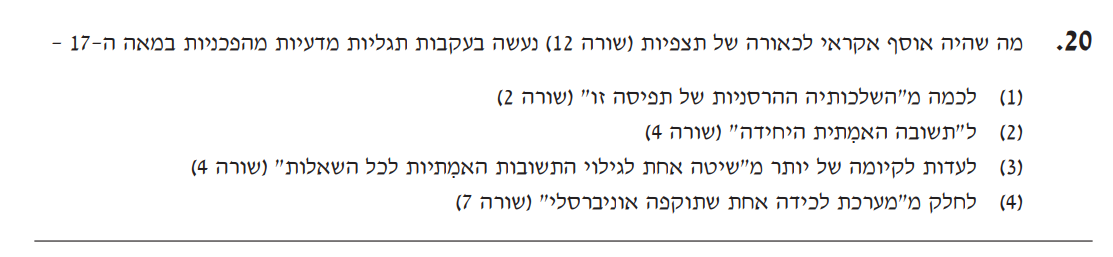 20. מה שהיה אוסף אקראי לכאורה של תצפיות (שורה 12) נעשה בעקבות תגליות מדעיות מהפכניות במאה ה-17 -
(1) לכמה מ"השלכותיה ההרסניות של תפיסה זו" (שורה 2)
(2) ל"תשובה האמִתית היחידה" (שורה 4)
(3) לעדות לקיומה של יותר מ"שיטה אחת לגילוי התשובות האמִתיות לכל השאלות" (שורה 4)
(4) לחלק מ"מערכת לכידה אחת שתוקפה אוניברסלי" (שורה 7)